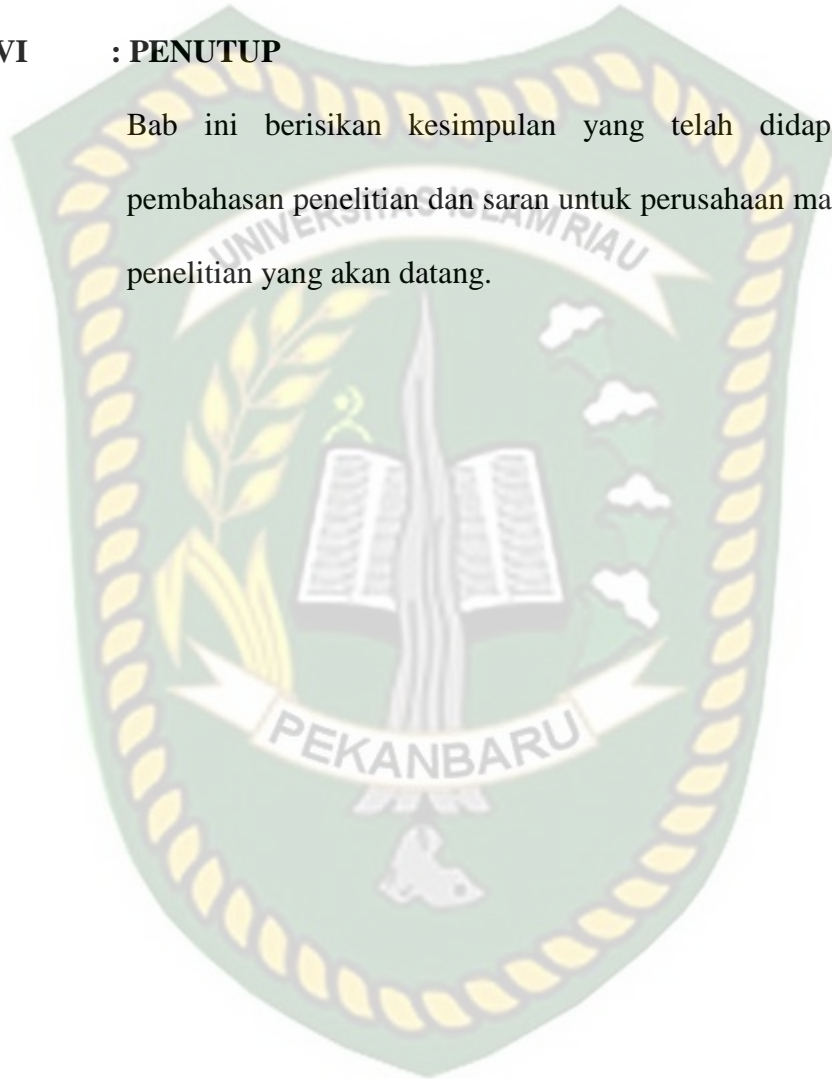 VI : PENUTUP
Bab ini berisikan kesimpulan yang telah didap
pembahasan penelitian dan saran untuk perusahaan ma
penelitian yang akan datang.
UNIVERSITAS ISLAM RIAU
PEKANBARU